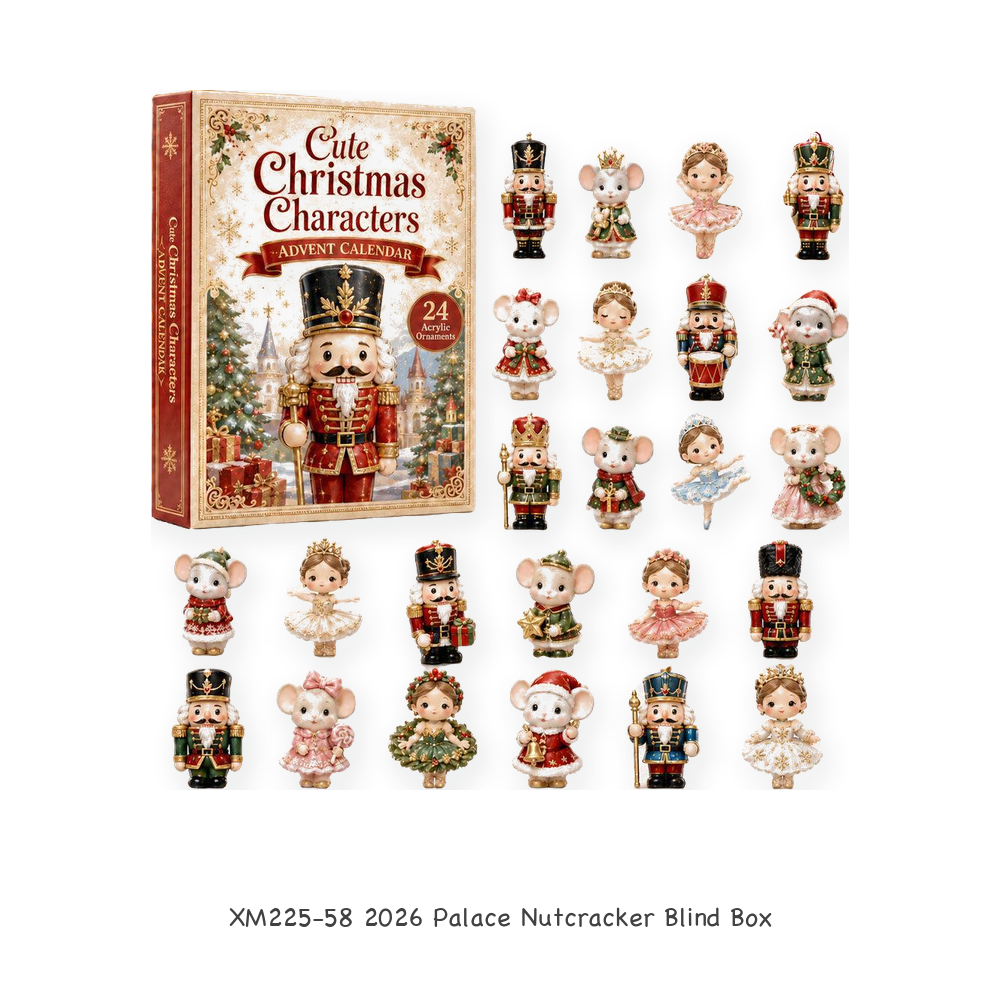 Cute
Christmas
Characters
ADVENT CALENDAR
24
Acrylic
Ornaments
Cute Christmas Characters
ADVENT CALENDAR
XM225-58 2026 Palace Nutcracker Blind Box